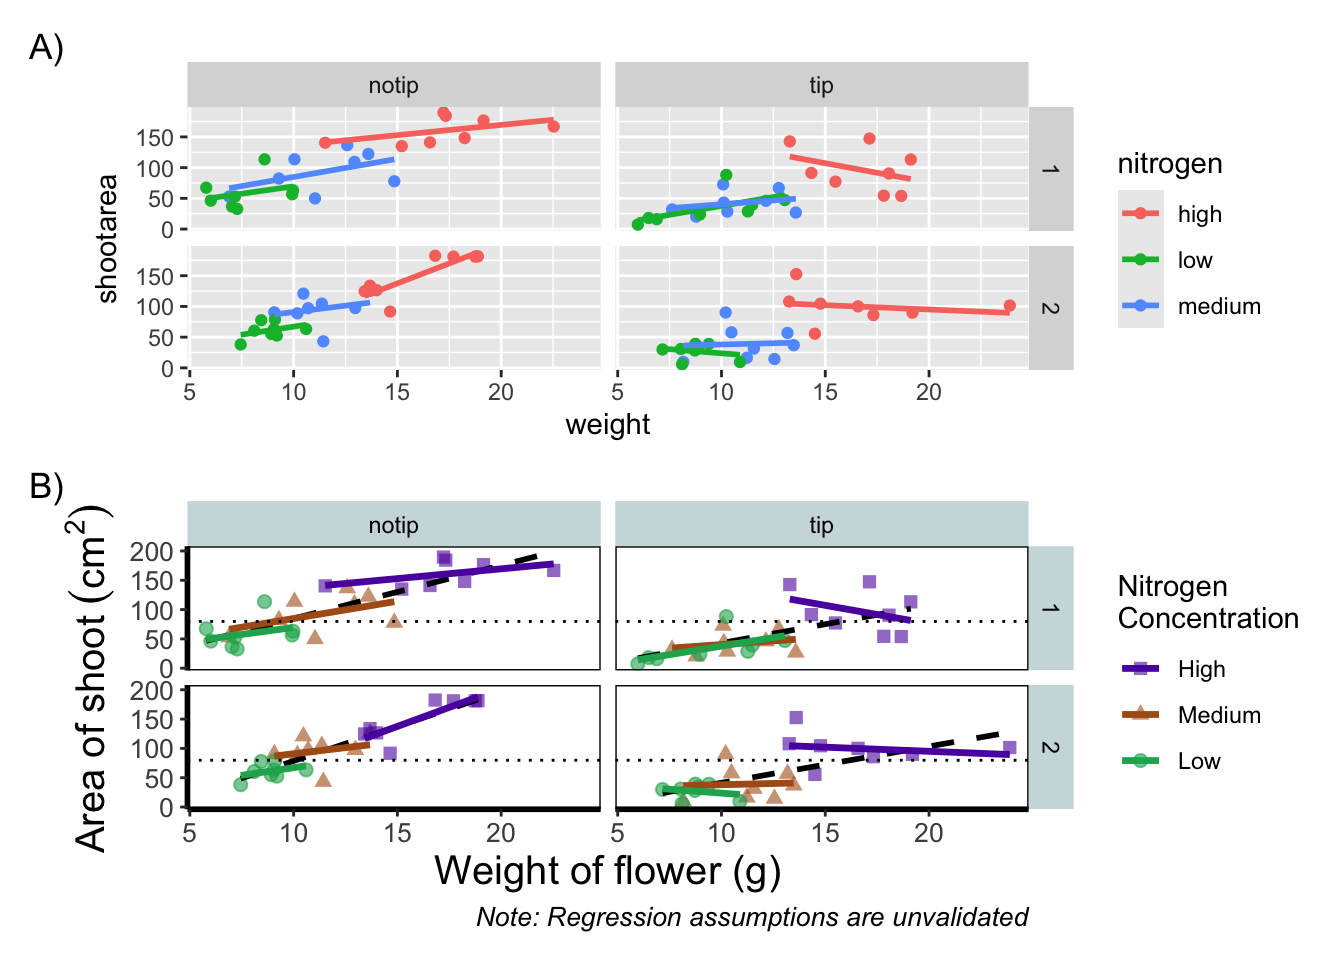 A)
notip
tip
150
100
50
0
1
150
100
50
0
2
5
10
15
20
5
10
15
20
shootarea
weight
nitrogen
high
low
medium
B)
notip
tip
200
150
100
50
0
1
200
150
100
50
0
2
5
10
15
20
5
10
15
20
Area of shoot (cm²)
Weight of flower (g)
Note: Regression assumptions are unvalidated
Nitrogen
Concentration
High
Medium
Low